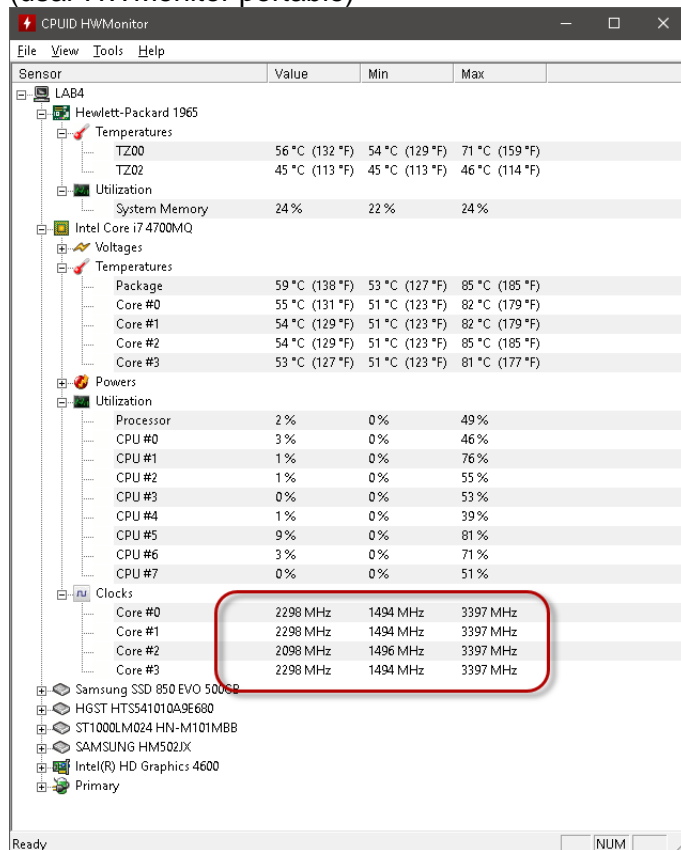 (usar HWMonitor portable)
CPUID HWMonitor
File View Tools Help
Sensor Value Min Max
LAB4
Hewlett-Packard 1965
Temperatures
TZ00 56 °C (132 °F) 54 °C (129 °F) 71 °C (159 °F)
TZ02 45 °C (113 °F) 45 °C (113 °F) 46 °C (114 °F)
Utilization
System Memory 24 % 22 % 24 %
Intel Core i7 4700MQ
Voltages
Temperatures
Package 59 °C (138 °F) 53 °C (127 °F) 85 °C (185 °F)
Core #0 55 °C (131 °F) 51 °C (123 °F) 82 °C (179 °F)
Core #1 54 °C (129 °F) 51 °C (123 °F) 82 °C (179 °F)
Core #2 54 °C (129 °F) 51 °C (123 °F) 85 °C (185 °F)
Core #3 53 °C (127 °F) 51 °C (123 °F) 81 °C (177 °F)
Powers
Utilization
Processor 2 % 0 % 49 %
CPU #0 3 % 0 % 46 %
CPU #1 1 % 0 % 76 %
CPU #2 1 % 0 % 55 %
CPU #3 0 % 0 % 53 %
CPU #4 1 % 0 % 39 %
CPU #5 9 % 0 % 81 %
CPU #6 3 % 0 % 71 %
CPU #7 0 % 0 % 51 %
Clocks
Core #0 2298 MHz 1494 MHz 3397 MHz
Core #1 2298 MHz 1494 MHz 3397 MHz
Core #2 2098 MHz 1496 MHz 3397 MHz
Core #3 2298 MHz 1494 MHz 3397 MHz
Samsung SSD 850 EVO 500GB
HGST HTS541010A9E680
ST1000LM024 HN-M101MBB
SAMSUNG HM502JX
Intel(R) HD Graphics 4600
Primary
Ready NUM